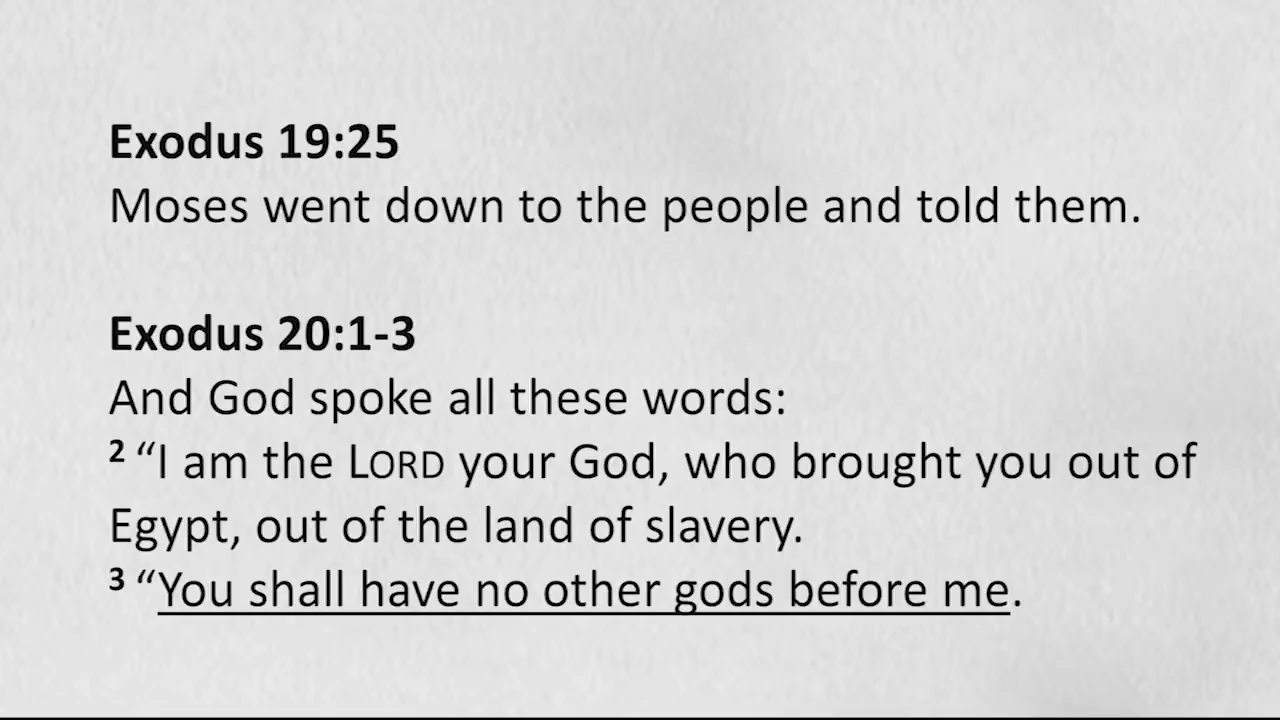 Exodus 19:25
Moses went down to the people and told them.
Exodus 20:1-3
And God spoke all these words:
2 “I am the LORD your God, who brought you out of
Egypt, out of the land of slavery.
3 “You shall have no other gods before me.